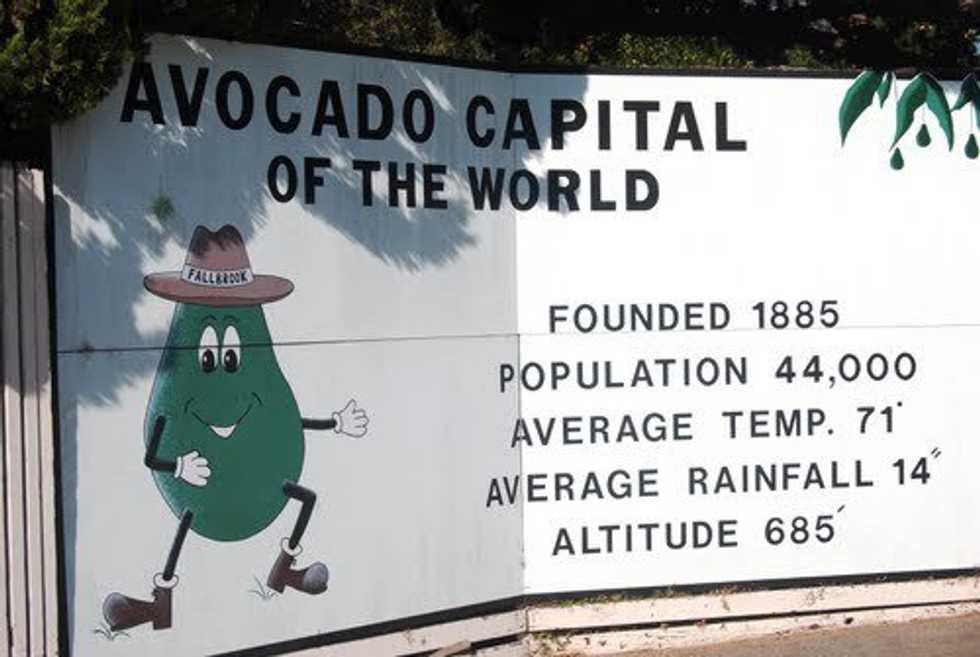 AVOCADO CAPITAL
OF THE WORLD
FALLBROOK
FOUNDED 1885
POPULATION 44,000
AVERAGE TEMP. 71°
AVERAGE RAINFALL 14"
ALTITUDE 685'